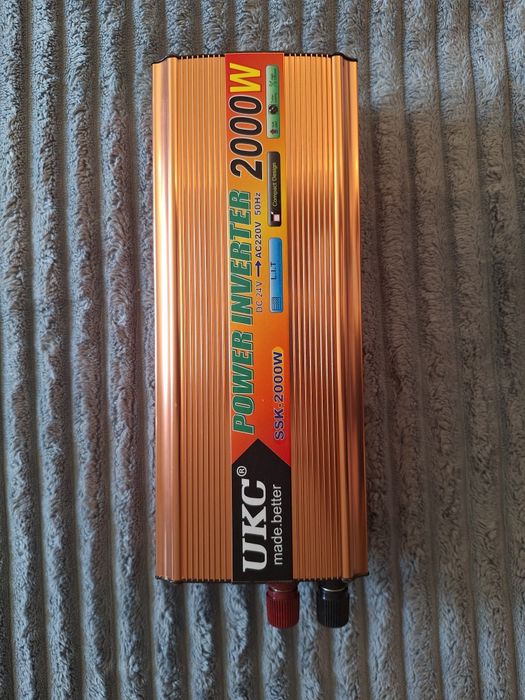 UKC®
made.better
POWER INVERTER 2000W
DC 24V → AC220V 50Hz
SSK-2000W
L.I.T
Compact Design